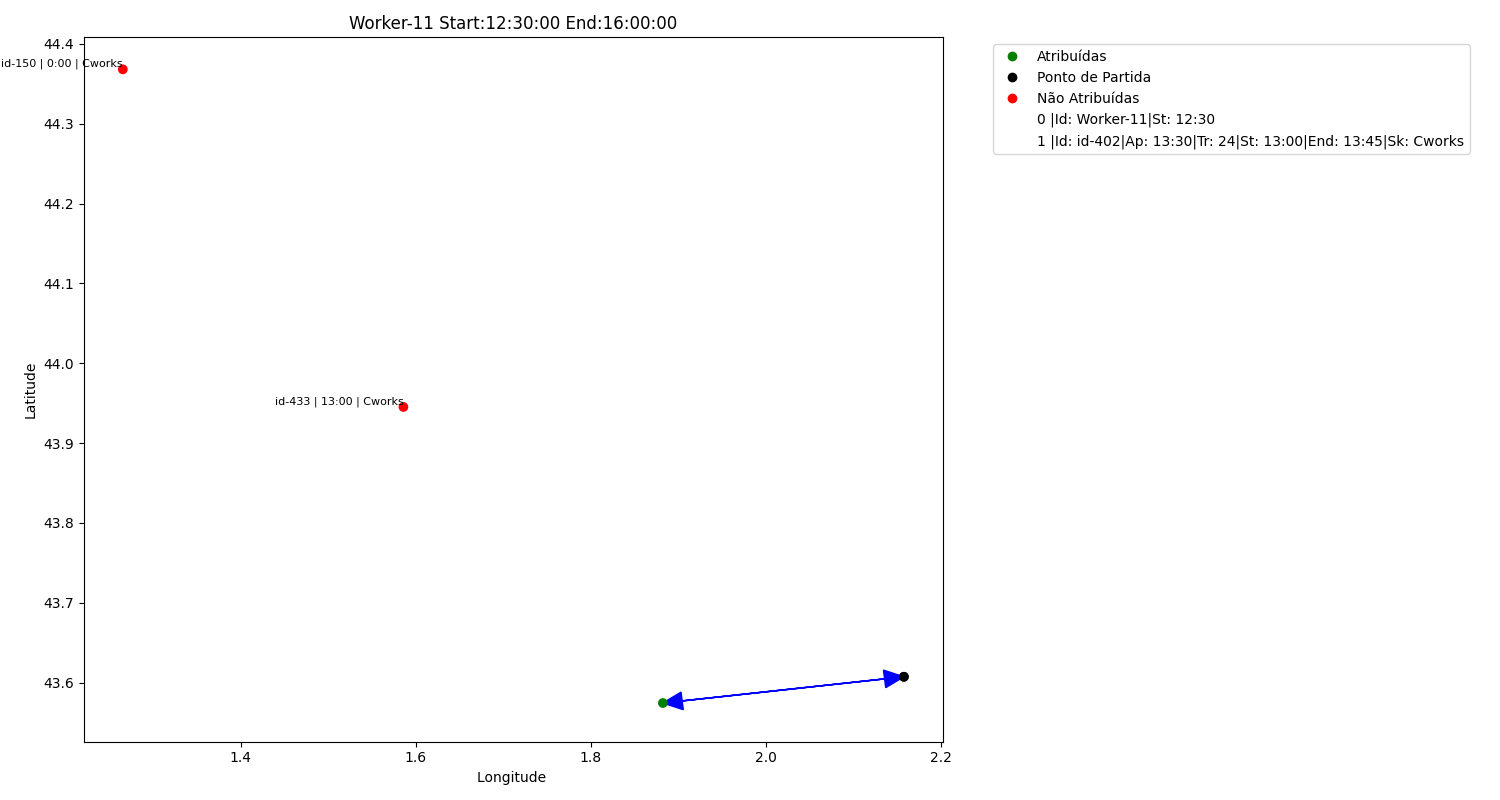 Worker-11 Start:12:30:00 End:16:00:00
44.4
44.3
44.2
44.1
44.0
43.9
43.8
43.7
43.6
Latitude
id-150 | 0:00 | Cworks
id-433 | 13:00 | Cworks
1.4 1.6 1.8 2.0 2.2
Longitude
Atribuídas
Ponto de Partida
Não Atribuídas
0 |Id: Worker-11|St: 12:30
1 |Id: id-402|Ap: 13:30|Tr: 24|St: 13:00|End: 13:45|Sk: Cworks